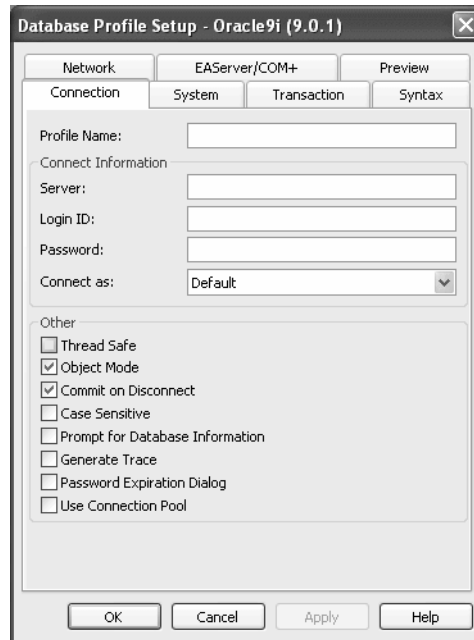 Database Profile Setup - Oracle9i (9.0.1)
Network EAServer/COM+ Preview
Connection System Transaction Syntax
Profile Name:
Connect Information
Server:
Login ID:
Password:
Connect as: Default
Other
Thread Safe
Object Mode
Commit on Disconnect
Case Sensitive
Prompt for Database Information
Generate Trace
Password Expiration Dialog
Use Connection Pool
OK Cancel Apply Help